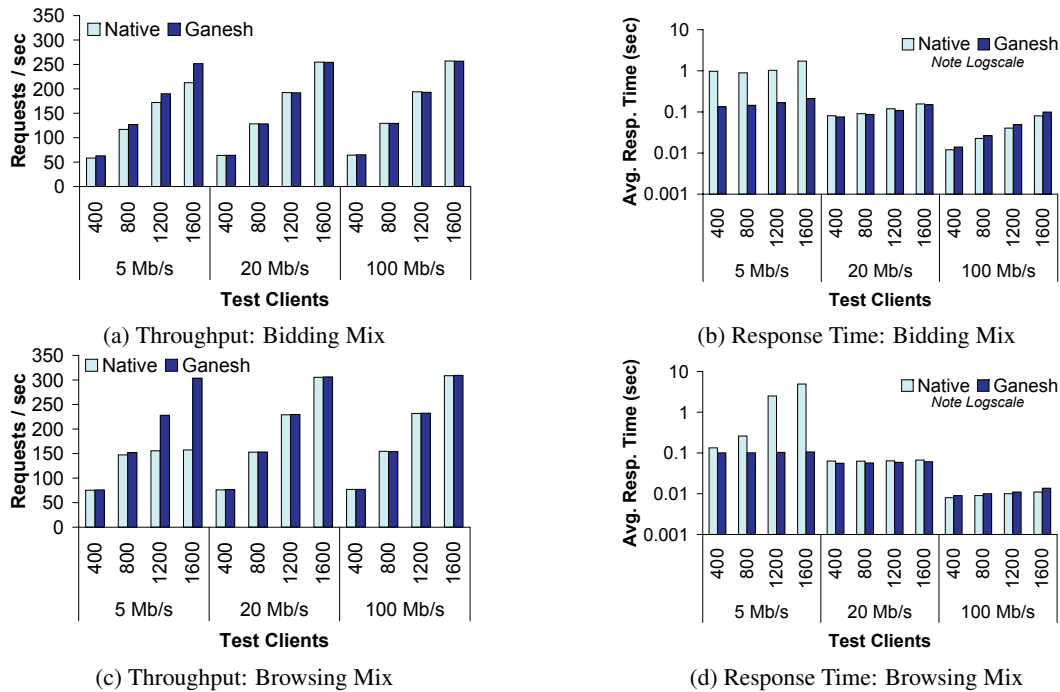 350
300
250
200
150
100
50
0
Requests / sec
Native Ganesh
400 800 1200 1600 400 800 1200 1600 400 800 1200 1600
5 Mb/s 20 Mb/s 100 Mb/s
Test Clients
(a) Throughput: Bidding Mix
10
1
0.1
0.01
0.001
Avg. Resp. Time (sec)
Native Ganesh
Note Logscale
400 800 1200 1600 400 800 1200 1600 400 800 1200 1600
5 Mb/s 20 Mb/s 100 Mb/s
Test Clients
(b) Response Time: Bidding Mix
350
300
250
200
150
100
50
0
Requests / sec
Native Ganesh
400 800 1200 1600 400 800 1200 1600 400 800 1200 1600
5 Mb/s 20 Mb/s 100 Mb/s
Test Clients
(c) Throughput: Browsing Mix
10
1
0.1
0.01
0.001
Avg. Resp. Time (sec)
Native Ganesh
Note Logscale
400 800 1200 1600 400 800 1200 1600 400 800 1200 1600
5 Mb/s 20 Mb/s 100 Mb/s
Test Clients
(d) Response Time: Browsing Mix